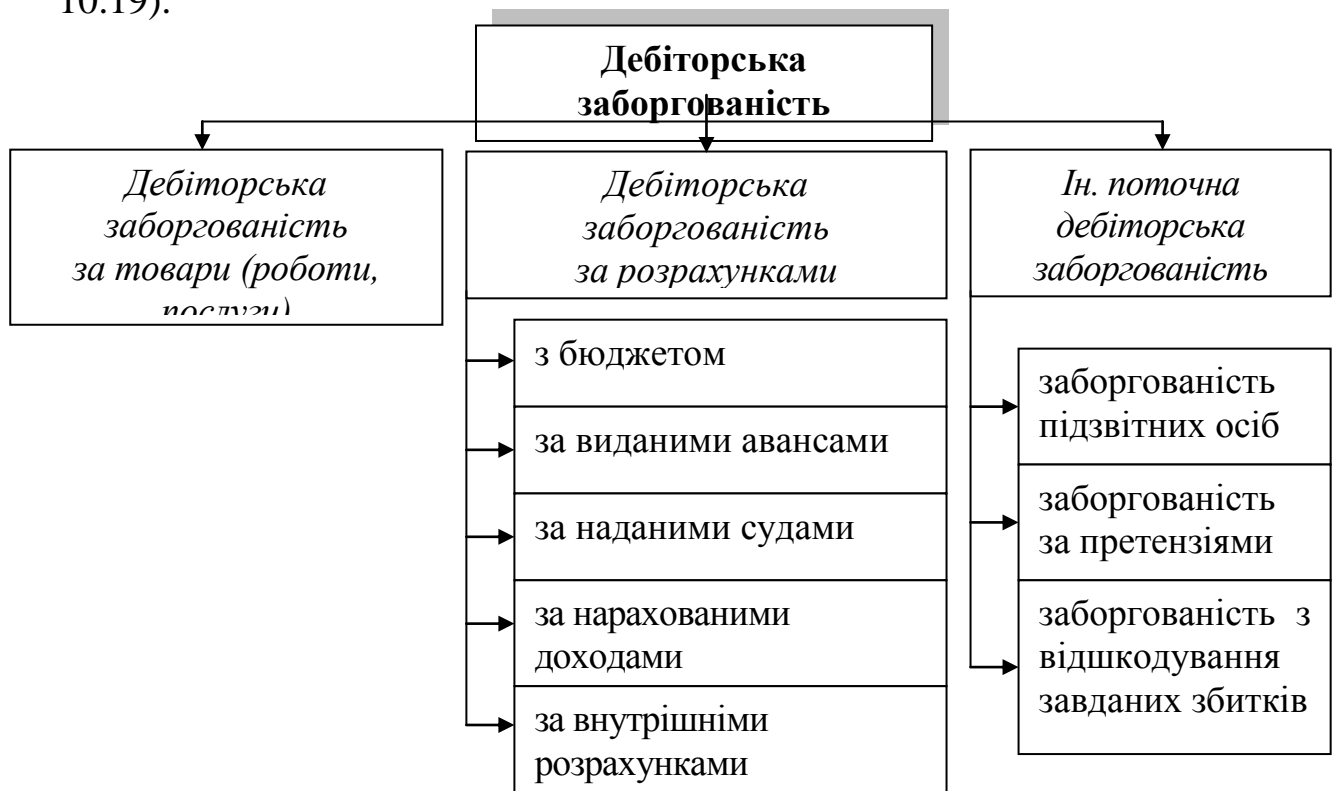 10.19).
Дебіторська
заборгованість
Дебіторська
заборгованість
за товари (роботи,
послуги)
Дебіторська
заборгованість
за розрахунками
з бюджетом
за виданими авансами
за наданими судами
за нарахованими
доходами
за внутрішніми
розрахунками
Ін. поточна
дебіторська
заборгованість
заборгованість
підзвітних осіб
заборгованість
за претензіями
заборгованість з
відшкодування
завданих збитків